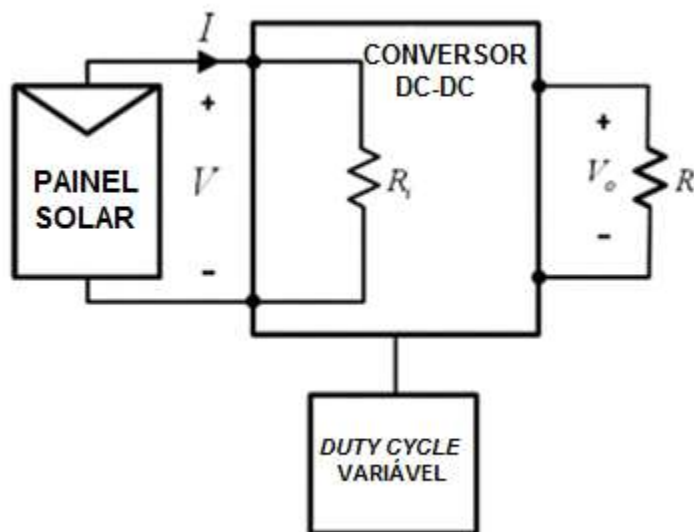 I
CONVERSOR
DC-DC
+
+
PAINEL
SOLAR
V
R_i
V_o
R
-
-
DUTY CYCLE
VARIÁVEL